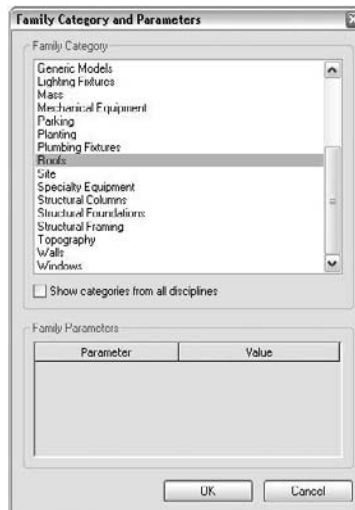 Family Category and Parameters
Family Category
Generic Models
Lighting Fixtures
Mass
Mechanical Equipment
Parking
Planting
Plumbing Fixtures
Roofs
Site
Specialty Equipment
Structural Columns
Structural Foundations
Structural Framing
Topography
Walls
Windows
Show categories from all disciplines
Family Parameters
Parameter Value
OK Cancel